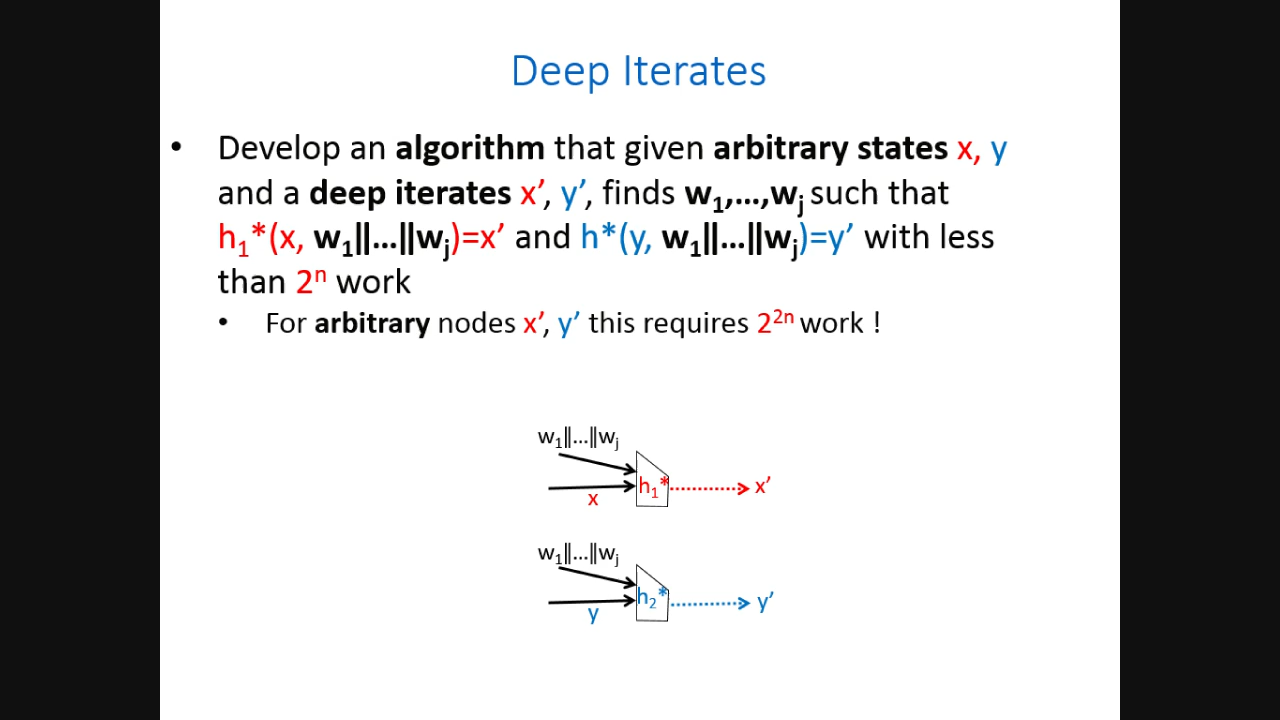 Deep Iterates
• Develop an algorithm that given arbitrary states x, y
and a deep iterates x’, y’, finds w₁,…,wⱼ such that
h₁*(x, w₁‖…‖wⱼ)=x’ and h*(y, w₁‖…‖wⱼ)=y’ with less
than 2ⁿ work
• For arbitrary nodes x’, y’ this requires 2²ⁿ work !
w₁‖…‖wⱼ
h₁*
x’
x
w₁‖…‖wⱼ
h₂*
y’
y